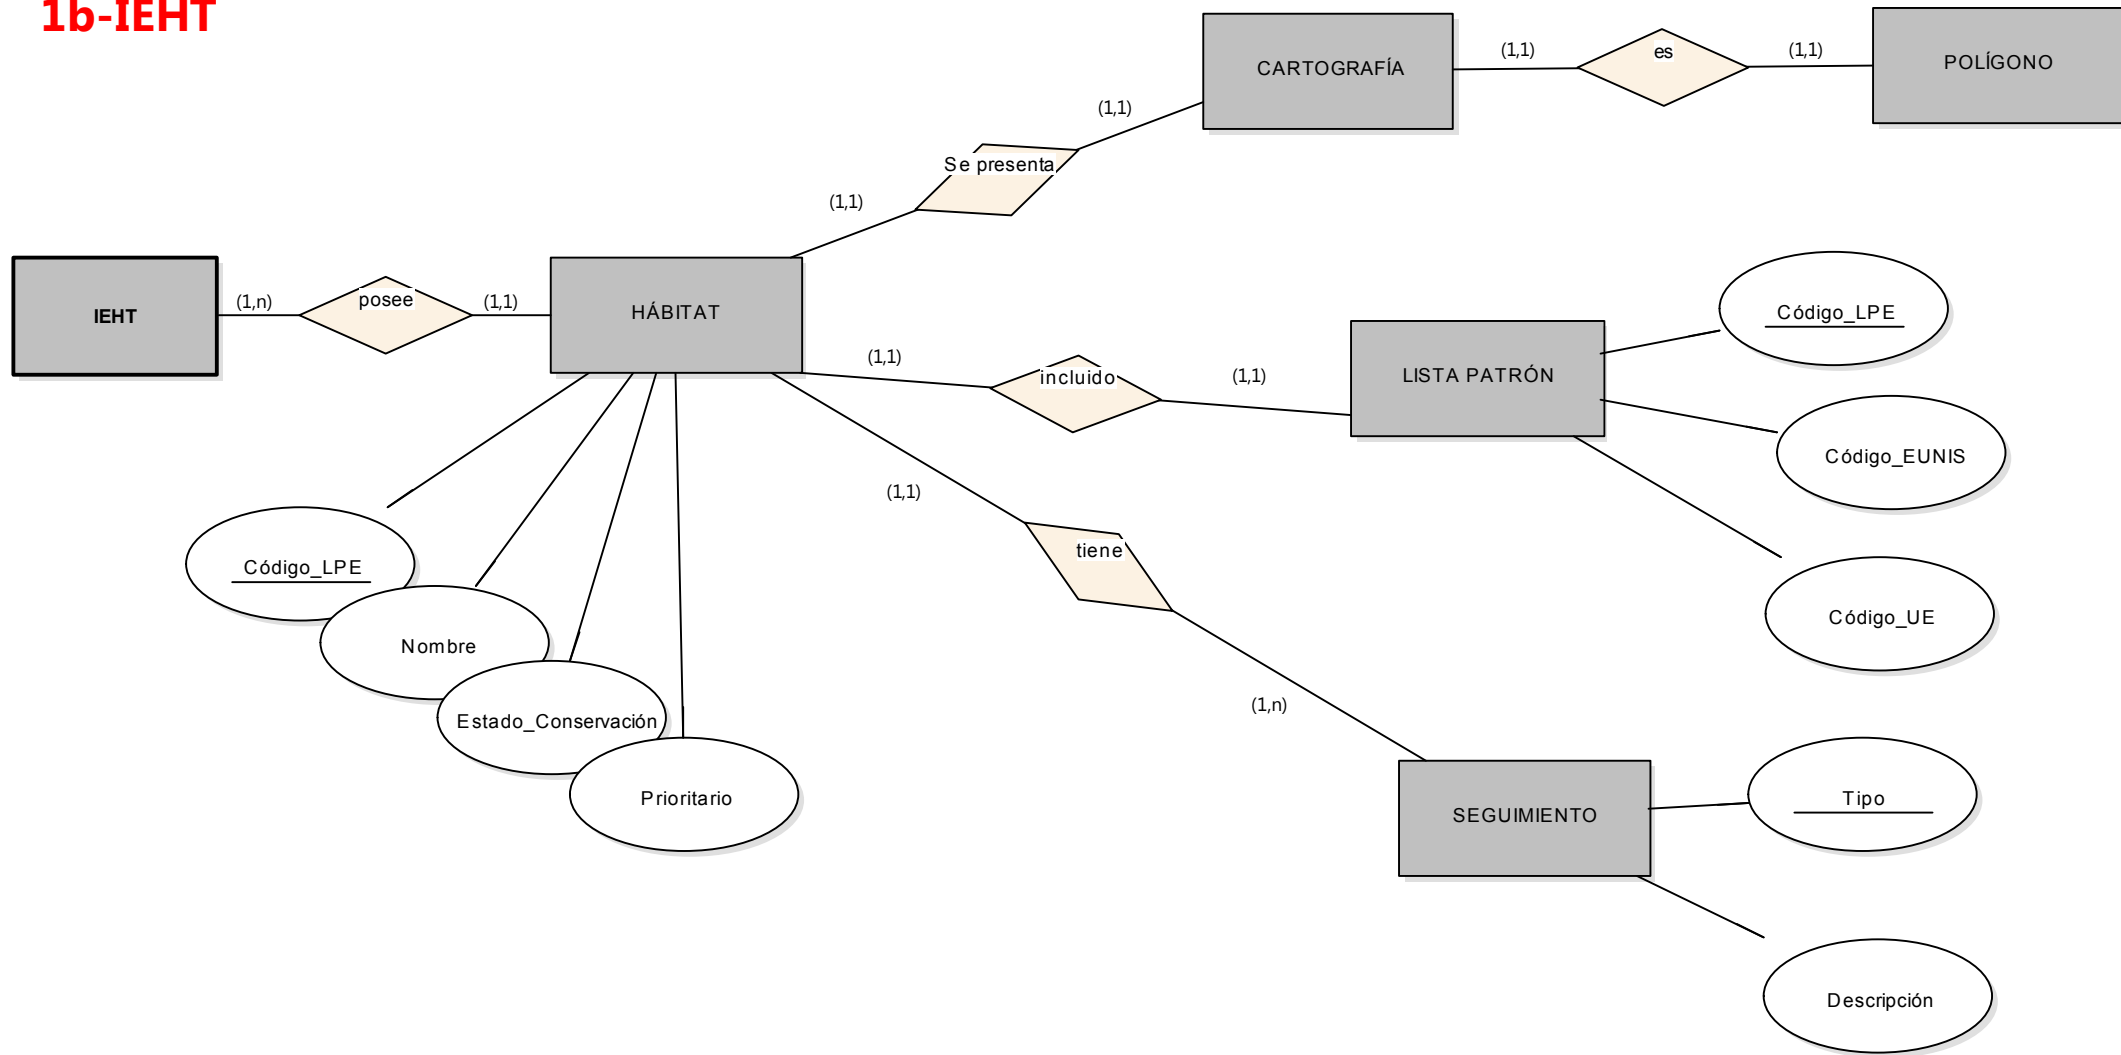 1b-IEHT
CARTOGRAFÍA
(1,1)
es
(1,1)
POLÍGONO
(1,1)
Se presenta
(1,1)
IEHT
(1,n)
posee
(1,1)
HÁBITAT
(1,1)
incluido
(1,1)
LISTA PATRÓN
Código_LPE
Código_EUNIS
Código_UE
(1,1)
tiene
(1,n)
Código_LPE
Nombre
Estado_Conservación
Prioritario
SEGUIMIENTO
Tipo
Descripción